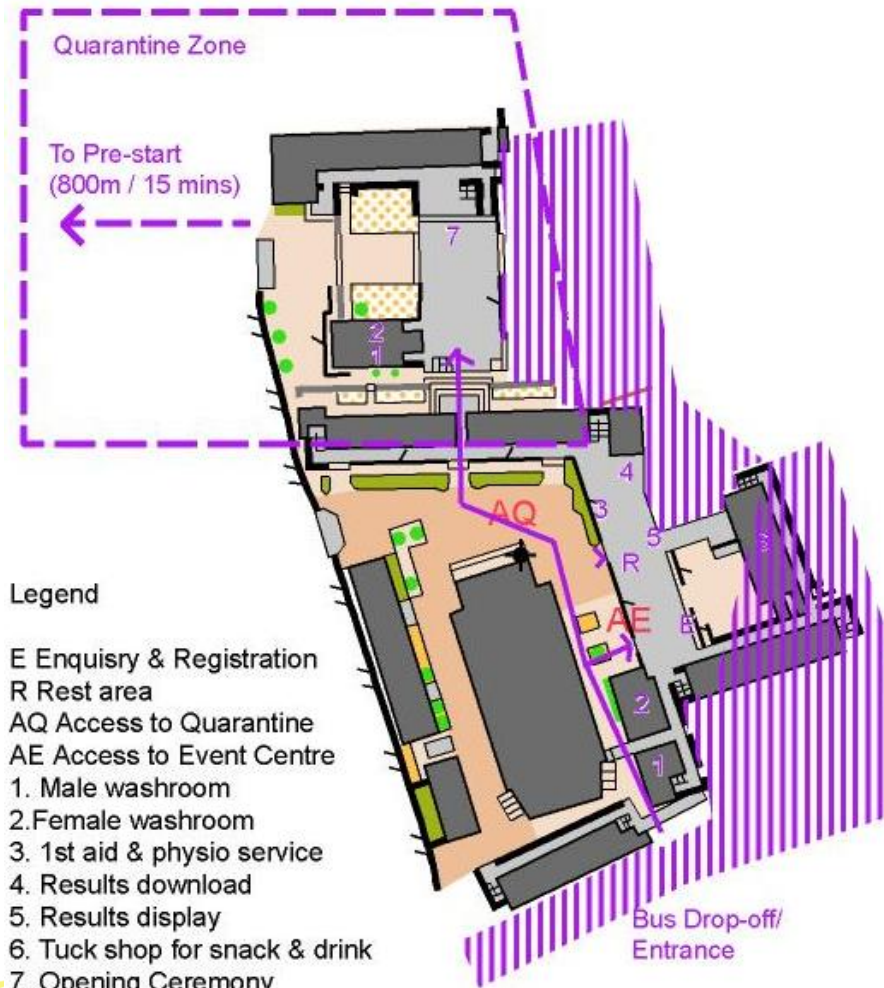 Quarantine Zone
To Pre-start
(800m / 15 mins)
7
2
1
4
3
AQ
5
6
R
AE
E
2
1
Legend
E Enquisry & Registration
R Rest area
AQ Access to Quarantine
AE Access to Event Centre
1. Male washroom
2.Female washroom
3. 1st aid & physio service
4. Results download
5. Results display
6. Tuck shop for snack & drink
7. Opening Ceremony
Bus Drop-off/
Entrance